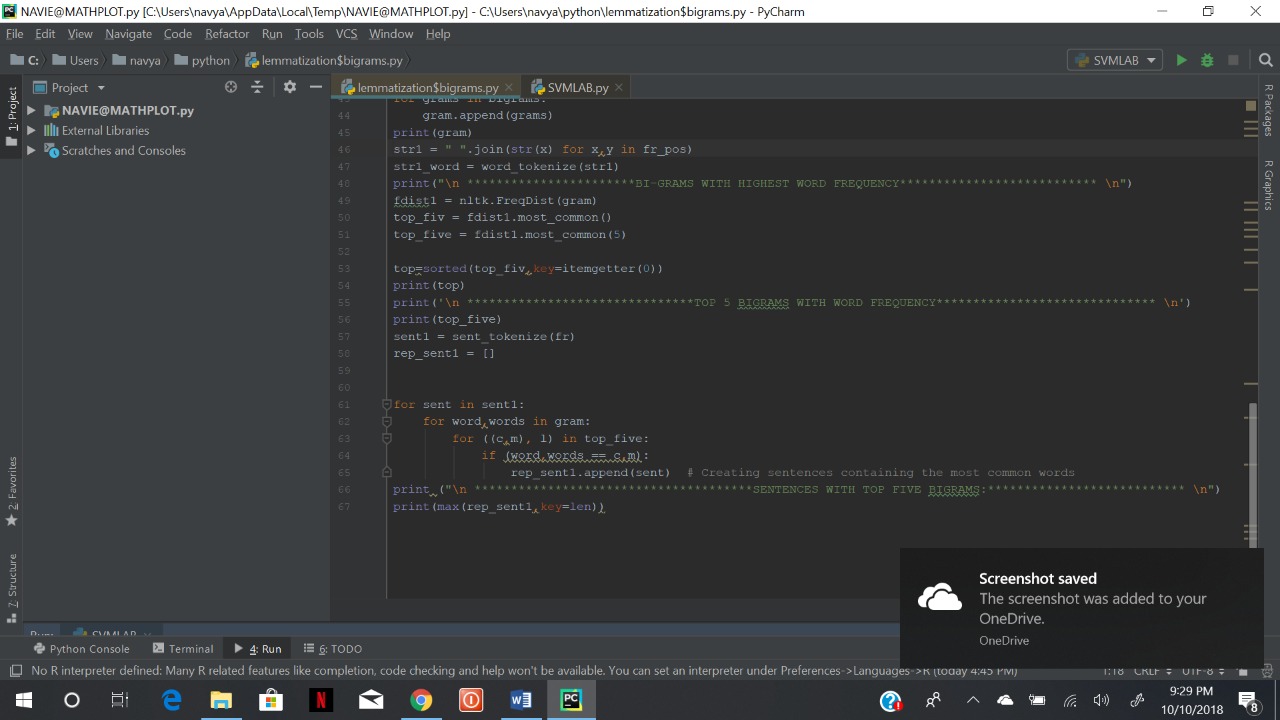 NAVIE@MATHPLOT.py [C:\Users\navya\AppData\Local\Temp\NAVIE@MATHPLOT.py] - C:\Users\navya\python\lemmatization$bigrams.py - PyCharm
File Edit View Navigate Code Refactor Run Tools VCS Window Help
C: Users navya python lemmatization$bigrams.py SVMLAB
Project lemmatization$bigrams.py SVMLAB.py
1: Project
NAVIE@MATHPLOT.py
External Libraries
Scratches and Consoles
2: Favorites
7: Structure
R Packages
R Graphics
43 for grams in bigrams:
44 gram.append(grams)
45 print(gram)
46 str1 = " ".join(str(x) for x,y in fr_pos)
47 str1_word = word_tokenize(str1)
48 print("\n ***********************BI-GRAMS WITH HIGHEST WORD FREQUENCY*************************** \n")
49 fdist1 = nltk.FreqDist(gram)
50 top_fiv = fdist1.most_common()
51 top_five = fdist1.most_common(5)
52
53 top=sorted(top_fiv,key=itemgetter(0))
54 print(top)
55 print('\n *******************************TOP 5 BIGRAMS WITH WORD FREQUENCY****************************** \n')
56 print(top_five)
57 sent1 = sent_tokenize(fr)
58 rep_sent1 = []
59
60
61 for sent in sent1:
62 for word,words in gram:
63 for ((c,m), l) in top_five:
64 if (word,words == c,m):
65 rep_sent1.append(sent) # Creating sentences containing the most common words
66 print ("\n **************************************SENTENCES WITH TOP FIVE BIGRAMS:*************************** \n")
67 print(max(rep_sent1,key=len))
Screenshot saved
The screenshot was added to your
OneDrive.
OneDrive
Run: SVMLAB
Python Console Terminal 4: Run 6: TODO
No R interpreter defined: Many R related features like completion, code checking and help won't be available. You can set an interpreter under Preferences->Languages->R (today 4:45 PM) 1:18 CRLF UTF-8
9:29 PM
10/10/2018
8